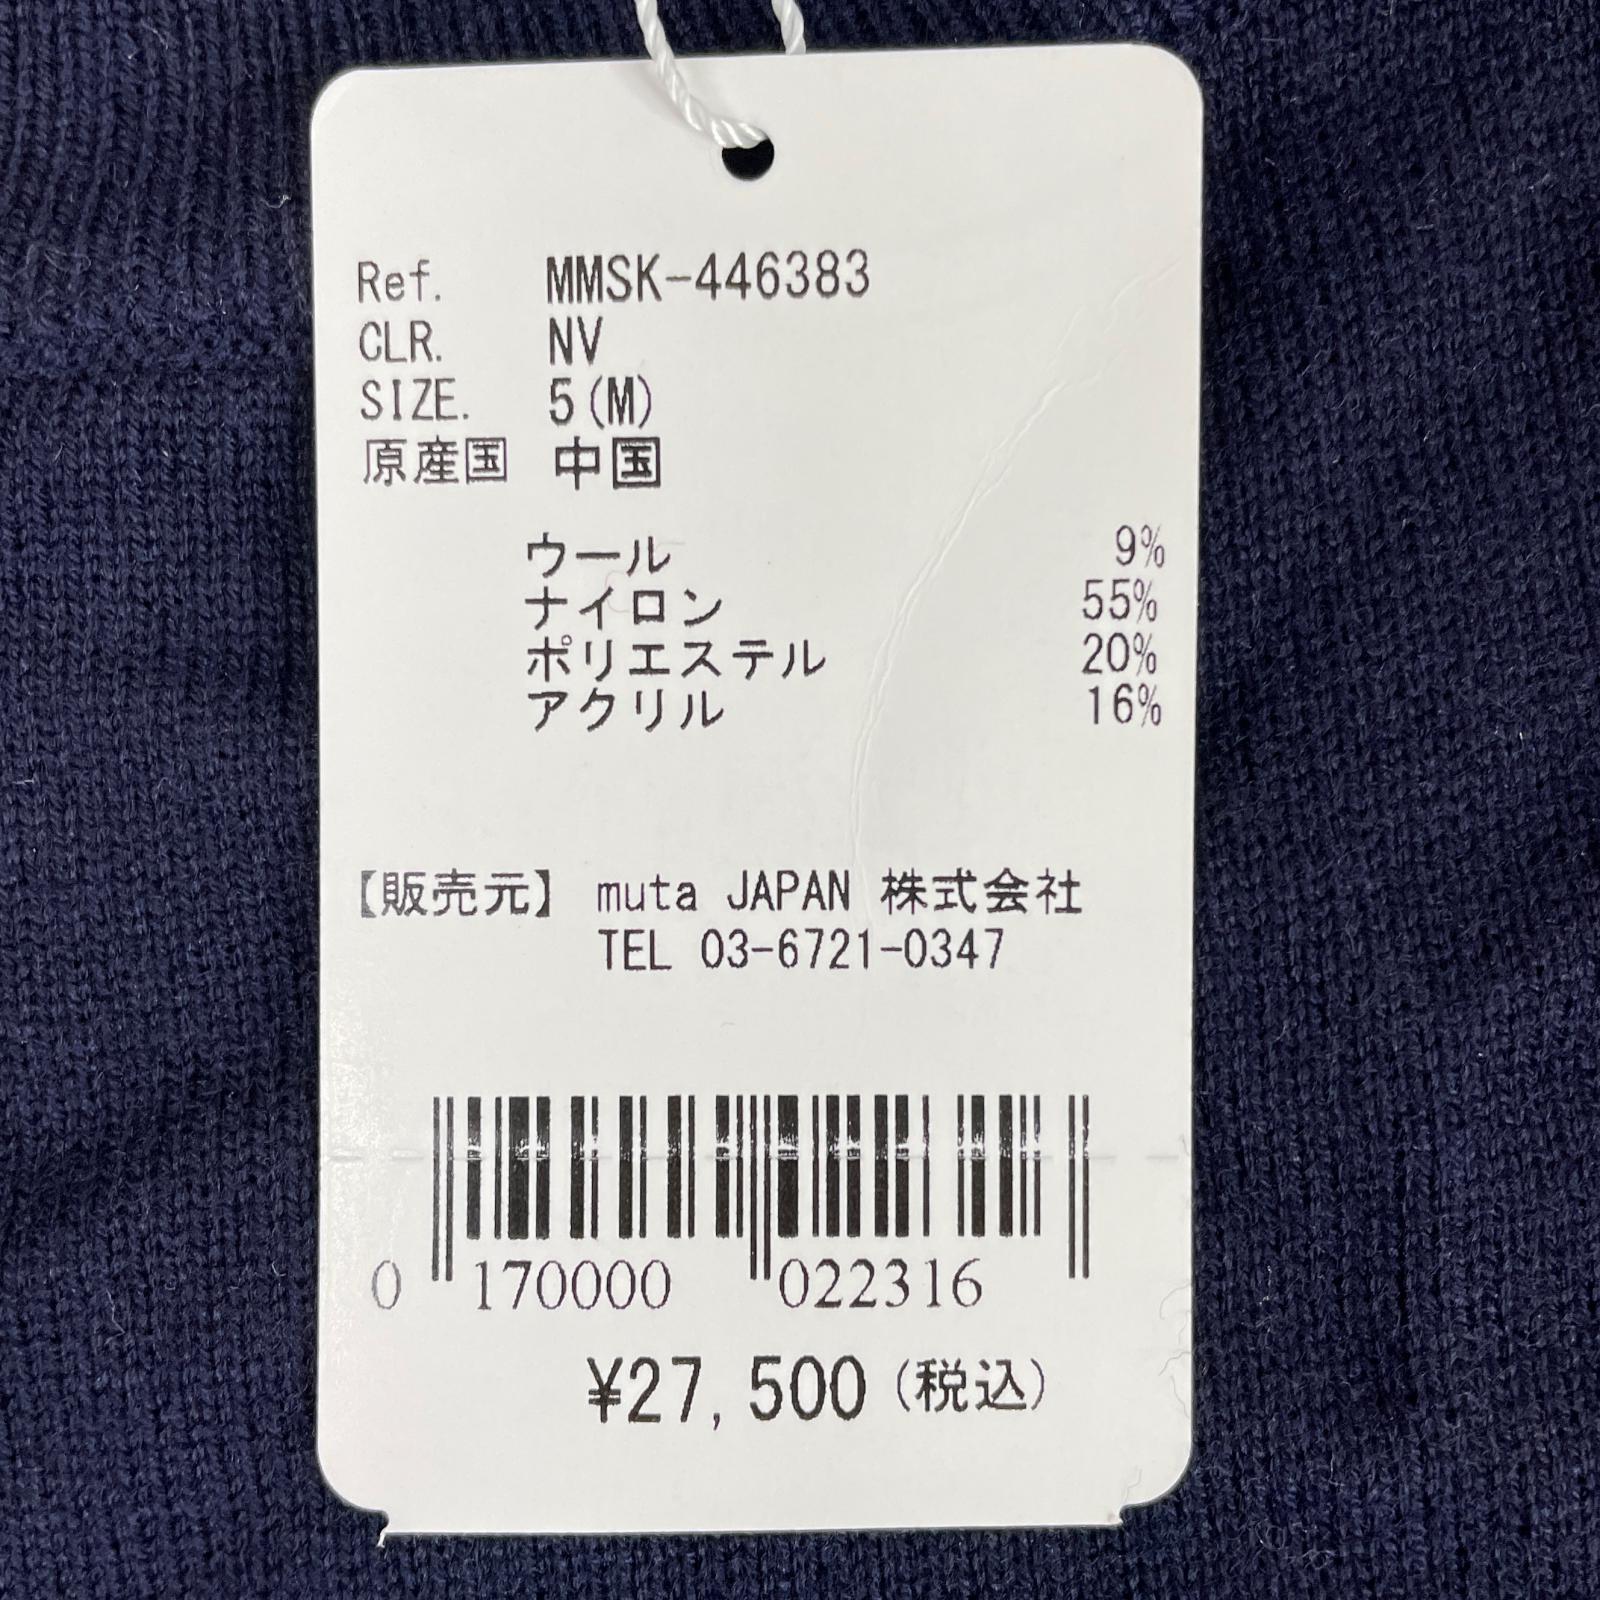 Ref. MMSK-446383
CLR. NV
SIZE. 5(M)
原産国 中国
ウール 9%
ナイロン 55%
ポリエステル 20%
アクリル 16%
【販売元】 muta JAPAN 株式会社
TEL 03-6721-0347
0 170000 022316
¥27,500(税込)